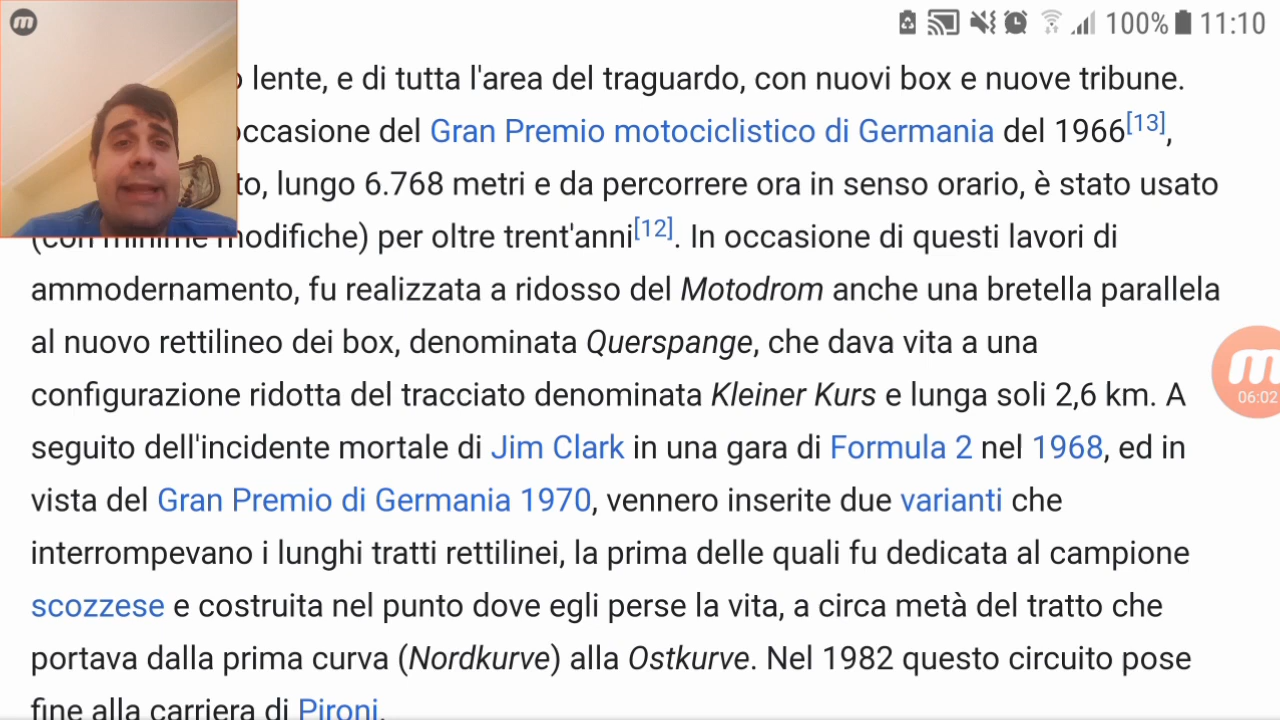 100% 11:10
lente, e di tutta l'area del traguardo, con nuovi box e nuove tribune.
occasione del Gran Premio motociclistico di Germania del 1966[13],
to, lungo 6.768 metri e da percorrere ora in senso orario, è stato usato
(con minime modifiche) per oltre trent'anni[12]. In occasione di questi lavori di
ammodernamento, fu realizzata a ridosso del Motodrom anche una bretella parallela
al nuovo rettilineo dei box, denominata Querspange, che dava vita a una
configurazione ridotta del tracciato denominata Kleiner Kurs e lunga soli 2,6 km. A
seguito dell'incidente mortale di Jim Clark in una gara di Formula 2 nel 1968, ed in
vista del Gran Premio di Germania 1970, vennero inserite due varianti che
interrompevano i lunghi tratti rettilinei, la prima delle quali fu dedicata al campione
scozzese e costruita nel punto dove egli perse la vita, a circa metà del tratto che
portava dalla prima curva (Nordkurve) alla Ostkurve. Nel 1982 questo circuito pose
fine alla carriera di Pironi.
06:02